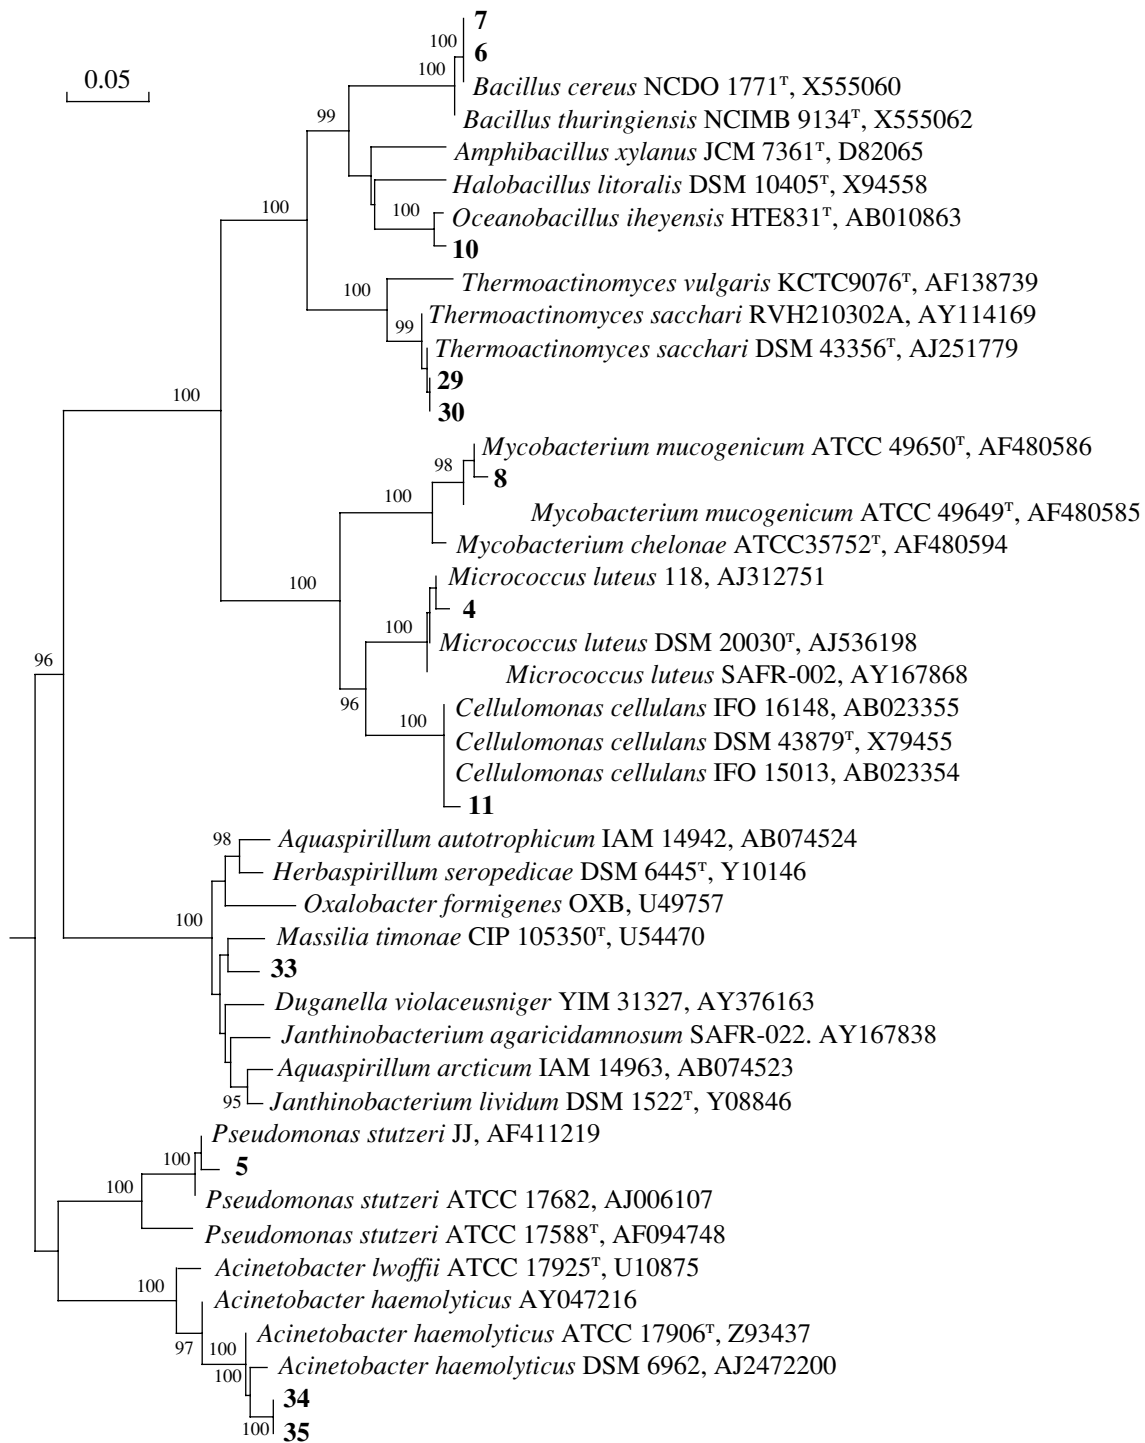 7
100
6
0.05
100
Bacillus cereus NCDO 1771ᵀ, X555060
99
Bacillus thuringiensis NCIMB 9134ᵀ, X555062
Amphibacillus xylanus JCM 7361ᵀ, D82065
Halobacillus litoralis DSM 10405ᵀ, X94558
100
100
Oceanobacillus iheyensis HTE831ᵀ, AB010863
10
100
Thermoactinomyces vulgaris KCTC9076ᵀ, AF138739
Thermoactinomyces sacchari RVH210302A, AY114169
99
Thermoactinomyces sacchari DSM 43356ᵀ, AJ251779
29
100
30
Mycobacterium mucogenicum ATCC 49650ᵀ, AF480586
98
8
100
Mycobacterium mucogenicum ATCC 49649ᵀ, AF480585
Mycobacterium chelonae ATCC35752ᵀ, AF480594
100
Micrococcus luteus 118, AJ312751
4
100
Micrococcus luteus DSM 20030ᵀ, AJ536198
96
Micrococcus luteus SAFR-002, AY167868
96
Cellulomonas cellulans IFO 16148, AB023355
100
Cellulomonas cellulans DSM 43879ᵀ, X79455
Cellulomonas cellulans IFO 15013, AB023354
11
98
Aquaspirillum autotrophicum IAM 14942, AB074524
Herbaspirillum seropedicae DSM 6445ᵀ, Y10146
Oxalobacter formigenes OXB, U49757
100
Massilia timonae CIP 105350ᵀ, U54470
33
Duganella violaceusniger YIM 31327, AY376163
Janthinobacterium agaricidamnosum SAFR-022. AY167838
Aquaspirillum arcticum IAM 14963, AB074523
95
Janthinobacterium lividum DSM 1522ᵀ, Y08846
Pseudomonas stutzeri JJ, AF411219
100
5
100
Pseudomonas stutzeri ATCC 17682, AJ006107
Pseudomonas stutzeri ATCC 17588ᵀ, AF094748
Acinetobacter lwoffii ATCC 17925ᵀ, U10875
100
Acinetobacter haemolyticus AY047216
Acinetobacter haemolyticus ATCC 17906ᵀ, Z93437
97
100
Acinetobacter haemolyticus DSM 6962, AJ2472200
100
34
100
35